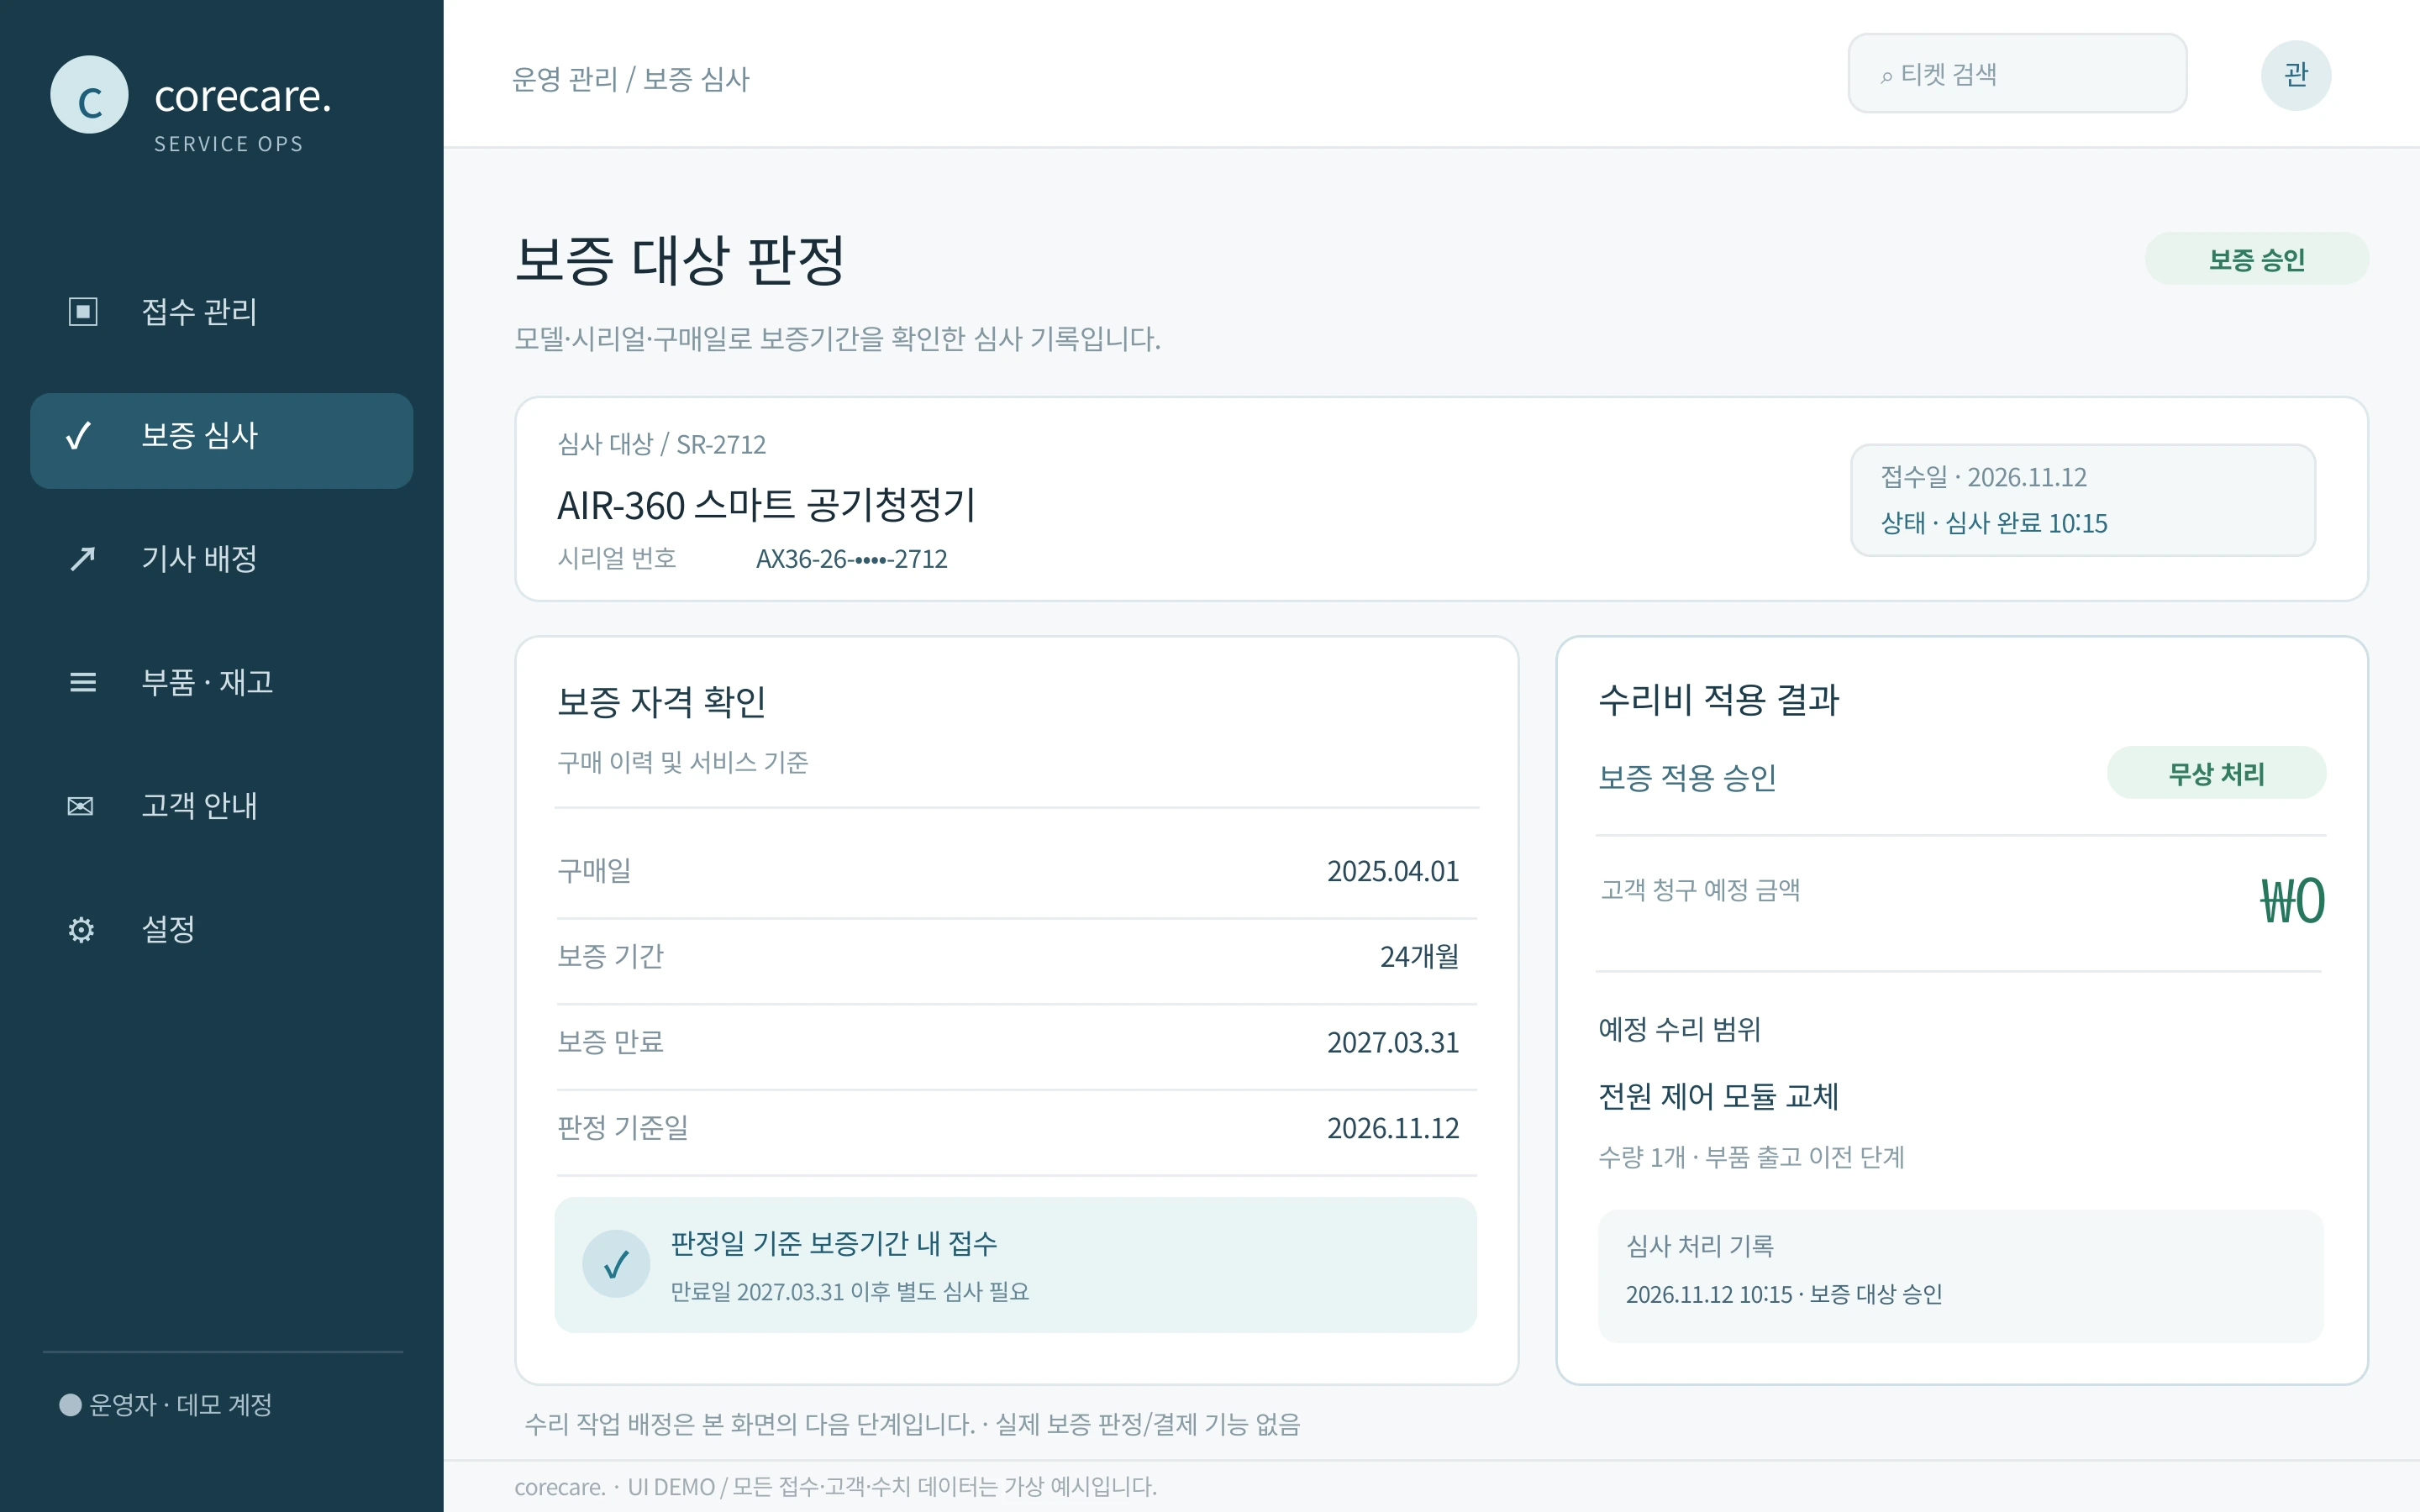 c
corecare.
SERVICE OPS
접수 관리
보증 심사
기사 배정
부품 · 재고
고객 안내
설정
운영자 · 데모 계정
운영 관리 / 보증 심사
티켓 검색
관
보증 대상 판정
보증 승인
모델·시리얼·구매일로 보증기간을 확인한 심사 기록입니다.
심사 대상 / SR-2712
AIR-360 스마트 공기청정기
시리얼 번호 AX36-26-••••-2712
접수일 · 2026.11.12
상태 · 심사 완료 10:15
보증 자격 확인
구매 이력 및 서비스 기준
구매일 2025.04.01
보증 기간 24개월
보증 만료 2027.03.31
판정 기준일 2026.11.12
판정일 기준 보증기간 내 접수
만료일 2027.03.31 이후 별도 심사 필요
수리비 적용 결과
보증 적용 승인 무상 처리
고객 청구 예정 금액 ₩0
예정 수리 범위
전원 제어 모듈 교체
수량 1개 · 부품 출고 이전 단계
심사 처리 기록
2026.11.12 10:15 · 보증 대상 승인
수리 작업 배정은 본 화면의 다음 단계입니다. · 실제 보증 판정/결제 기능 없음
corecare. · UI DEMO / 모든 접수·고객·수치 데이터는 가상 예시입니다.